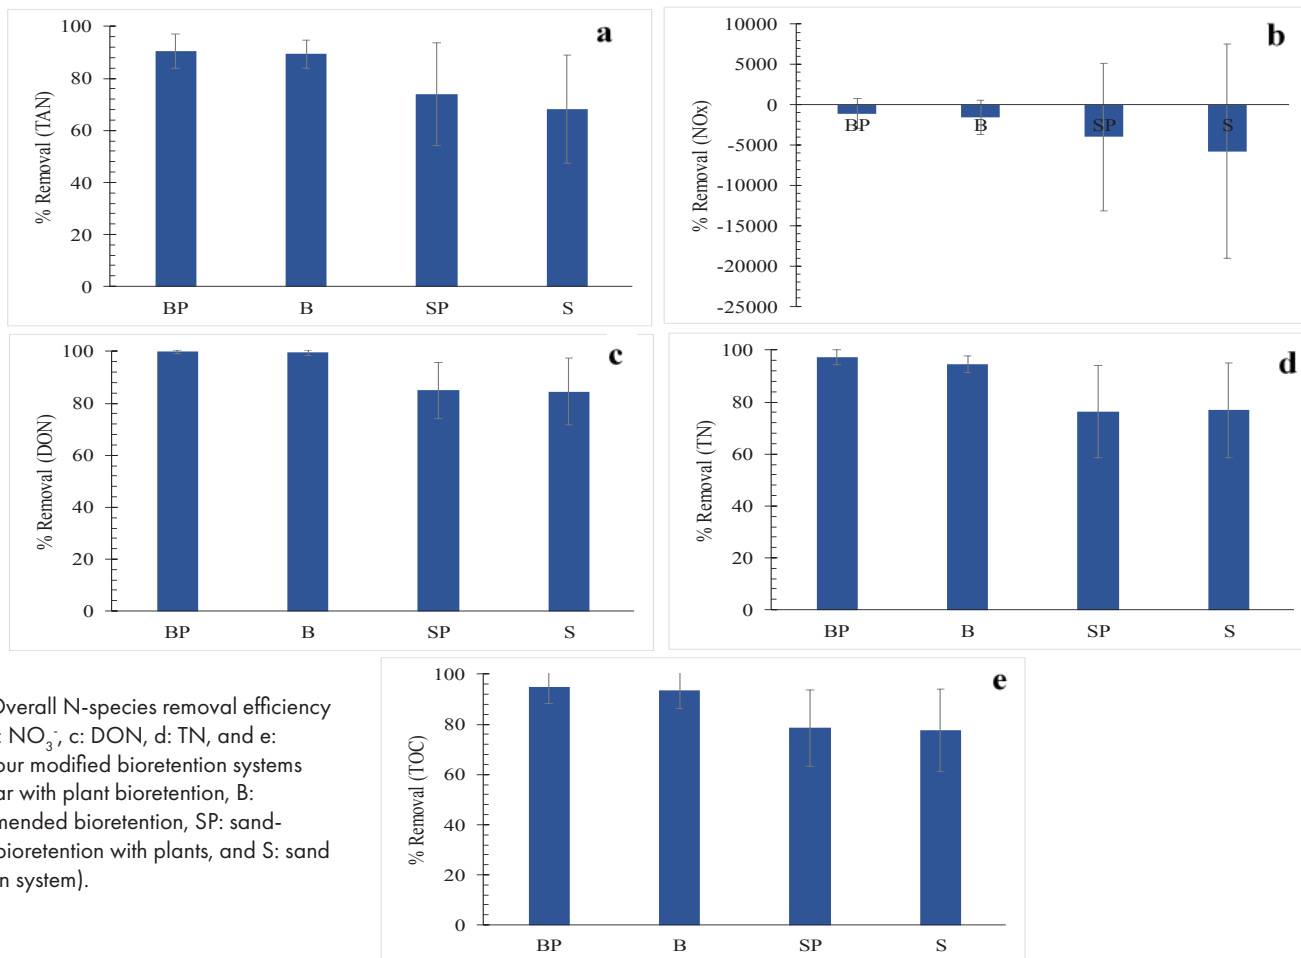 a
100
80
60
40
20
0
% Removal (TAN)
BP B SP S
b
10000
5000
0
-5000
-10000
-15000
-20000
-25000
% Removal (NOx)
BP B SP S
c
100
80
60
40
20
0
% Removal (DON)
BP B SP S
d
100
80
60
40
20
0
% Removal (TN)
BP B SP S
Overall N-species removal efficiency
: NO3-, c: DON, d: TN, and e:
our modified bioretention systems
ar with plant bioretention, B:
mended bioretention, SP: sand-
bioretention with plants, and S: sand
n system).
e
100
80
60
40
20
0
% Removal (TOC)
BP B SP S